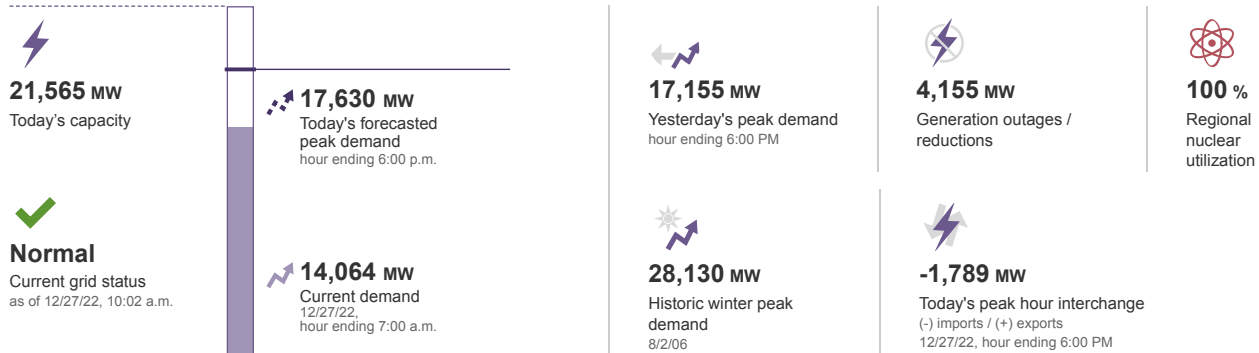 21,565 MW
Today's capacity
Normal
Current grid status
as of 12/27/22, 10:02 a.m.
17,630 MW
Today's forecasted
peak demand
hour ending 6:00 p.m.
14,064 MW
Current demand
12/27/22,
hour ending 7:00 a.m.
17,155 MW
Yesterday's peak demand
hour ending 6:00 PM
4,155 MW
Generation outages /
reductions
100 %
Regional
nuclear
utilization
28,130 MW
Historic winter peak
demand
8/2/06
-1,789 MW
Today's peak hour interchange
(-) imports / (+) exports
12/27/22, hour ending 6:00 PM